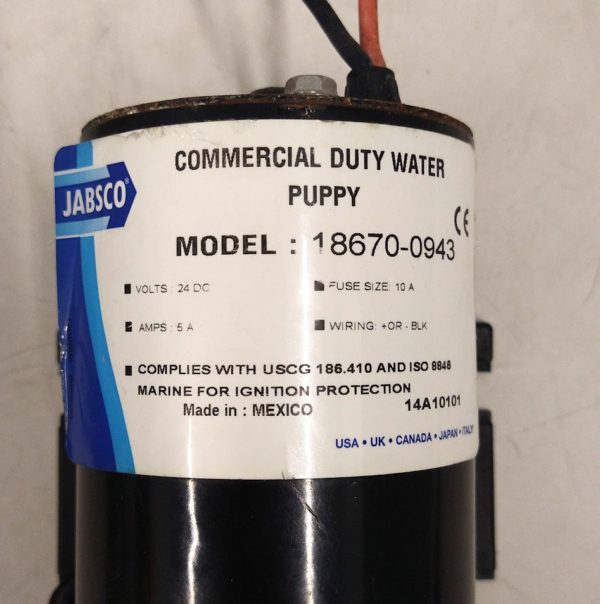 COMMERCIAL DUTY WATER
PUPPY
JABSCO®
MODEL : 18670-0943
CE
VOLTS : 24 DC
FUSE SIZE: 10 A
AMPS : 5 A
WIRING: +OR - BLK
COMPLIES WITH USCG 186.410 AND ISO 8846
MARINE FOR IGNITION PROTECTION
Made in : MEXICO
14A10101
USA • UK • CANADA • JAPAN • ITALY